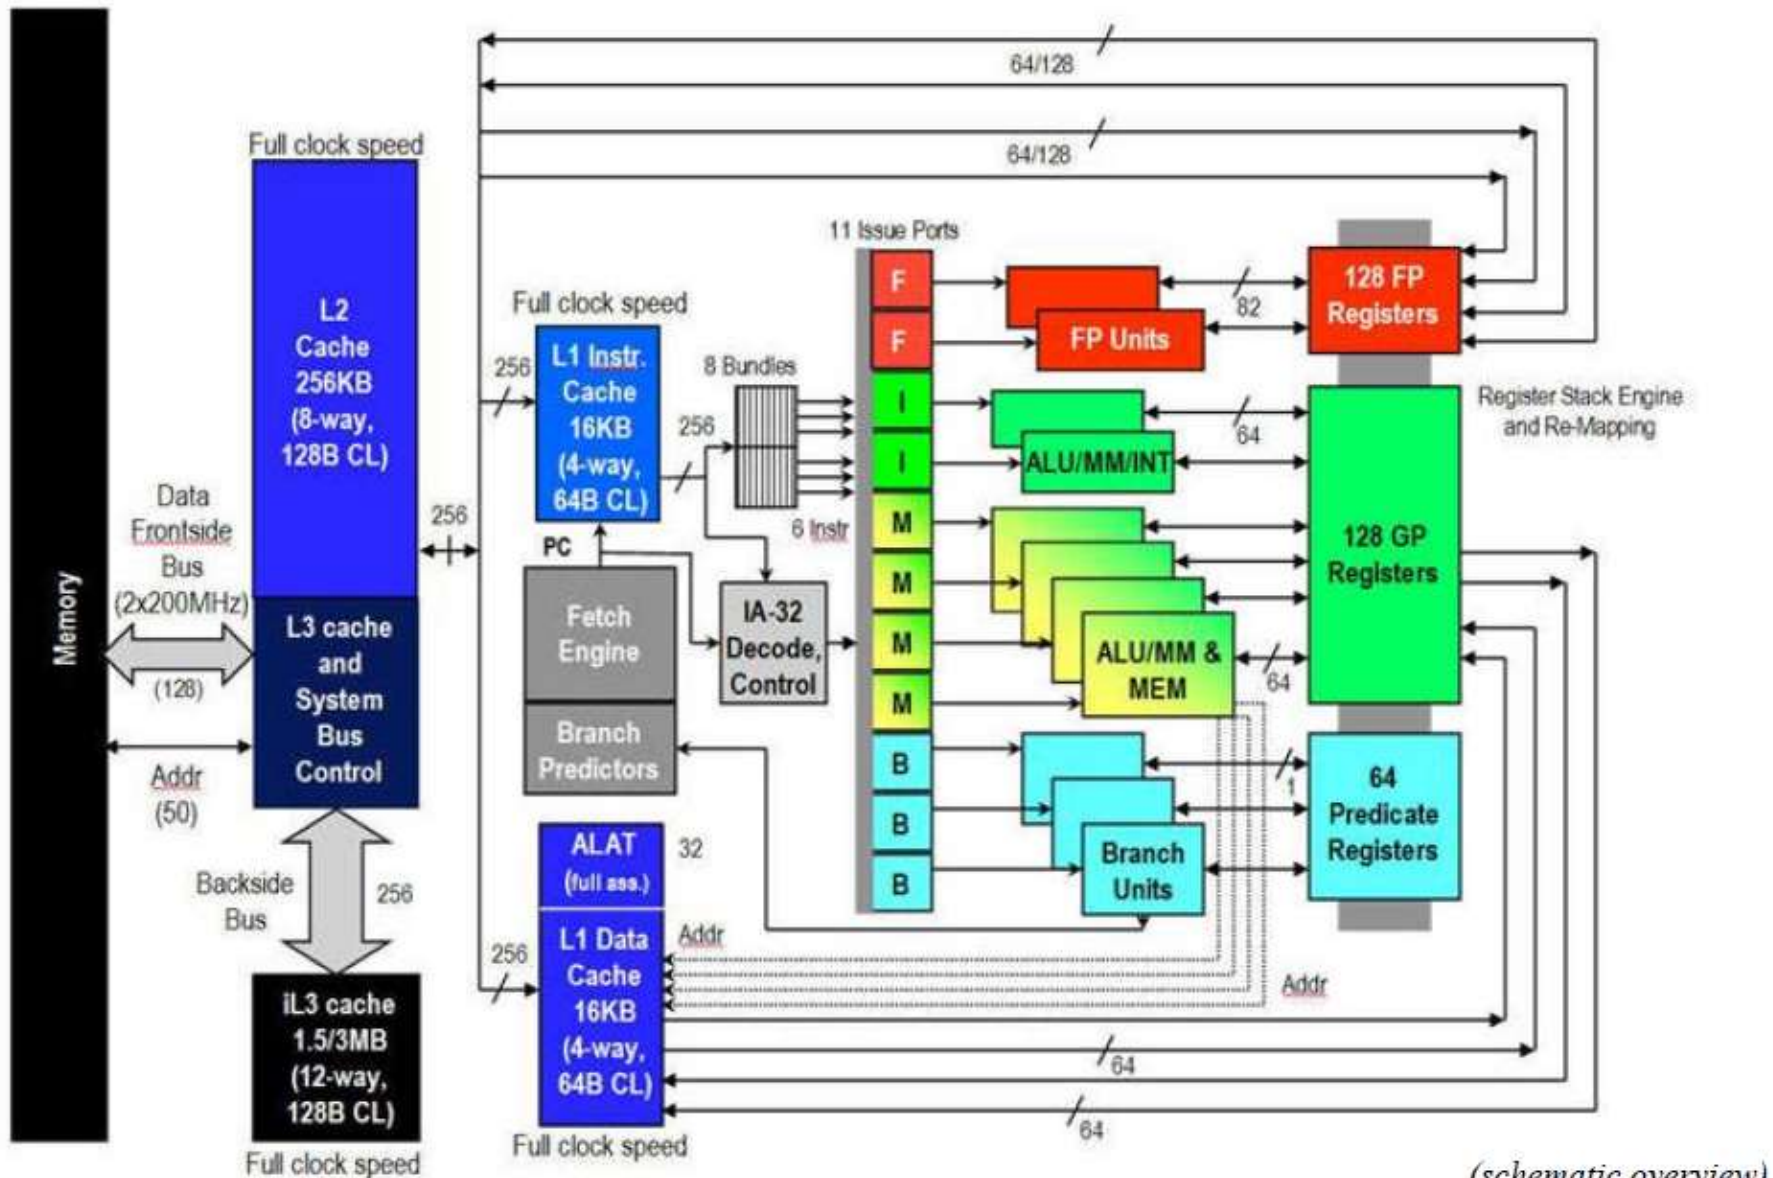 64/128
64/128
Full clock speed
L2
Cache
256KB
(8-way,
128B CL)
L3 cache
and
System
Bus
Control
Memory
Data
Frontside
Bus
(2x200MHz)
(128)
Addr
(50)
Backside
Bus
256
iL3 cache
1.5/3MB
(12-way,
128B CL)
Full clock speed
256
Full clock speed
256
L1 Instr.
Cache
16KB
(4-way,
64B CL)
256
8 Bundles
6 Instr
PC
Fetch
Engine
Branch
Predictors
IA-32
Decode,
Control
ALAT
(full ass.)
32
256
L1 Data
Cache
16KB
(4-way,
64B CL)
Full clock speed
Addr
11 Issue Ports
F
F
I
I
M
M
M
M
B
B
B
FP Units
82
ALU/MM/INT
64
ALU/MM &
MEM
64
Branch
Units
1
128 FP
Registers
Register Stack Engine
and Re-Mapping
128 GP
Registers
64
Predicate
Registers
Addr
64
64
(schematic overview)